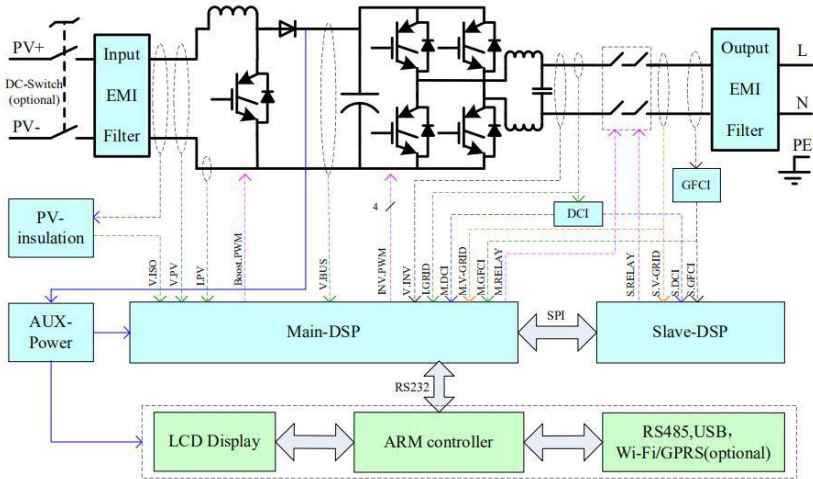 PV+
DC-Switch
(optional)
PV-
Input
EMI
Filter
Output
EMI
Filter
L
N
PE
GFCI
DCI
4
PV-
insulation
V.ISO
V.PV
I.PV
Boost.PWM
V.BUS
INV.PWM
V.INV
I.GRID
M.DCI
M.V-GRID
M.GFCI
M.RELAY
S.RELAY
S.V-GRID
S.DCI
S.GFCI
AUX-
Power
Main-DSP
SPI
Slave-DSP
RS232
LCD Display
ARM controller
RS485,USB,
Wi-Fi/GPRS(optional)